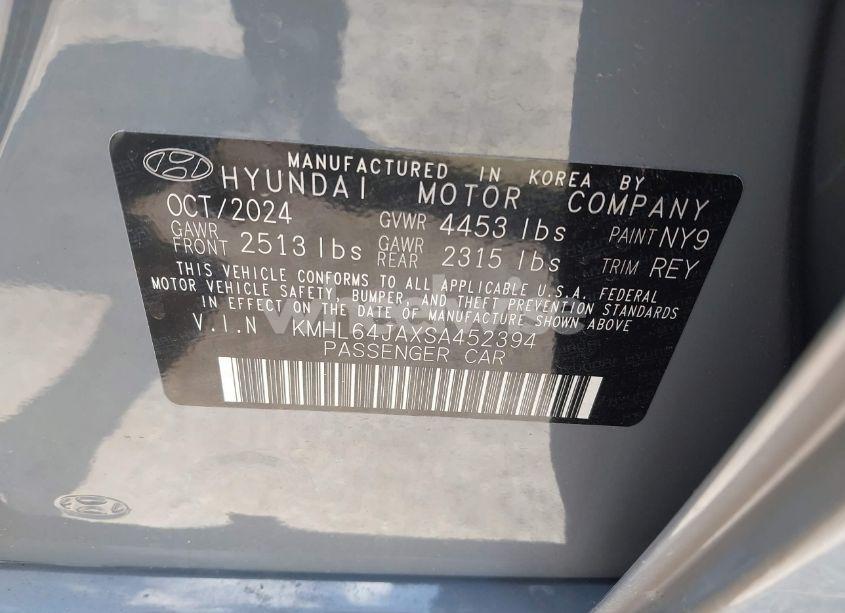 MANUFACTURED IN KOREA BY
HYUNDAI MOTOR COMPANY
OCT/2024 GVWR 4453 lbs PAINT NY9
GAWR FRONT 2513 lbs GAWR REAR 2315 lbs TRIM REY
THIS VEHICLE CONFORMS TO ALL APPLICABLE U.S.A. FEDERAL
MOTOR VEHICLE SAFETY, BUMPER, AND THEFT PREVENTION STANDARDS
IN EFFECT ON THE DATE OF MANUFACTURE SHOWN ABOVE
V.I.N KMHL64JAXSA452394
PASSENGER CAR